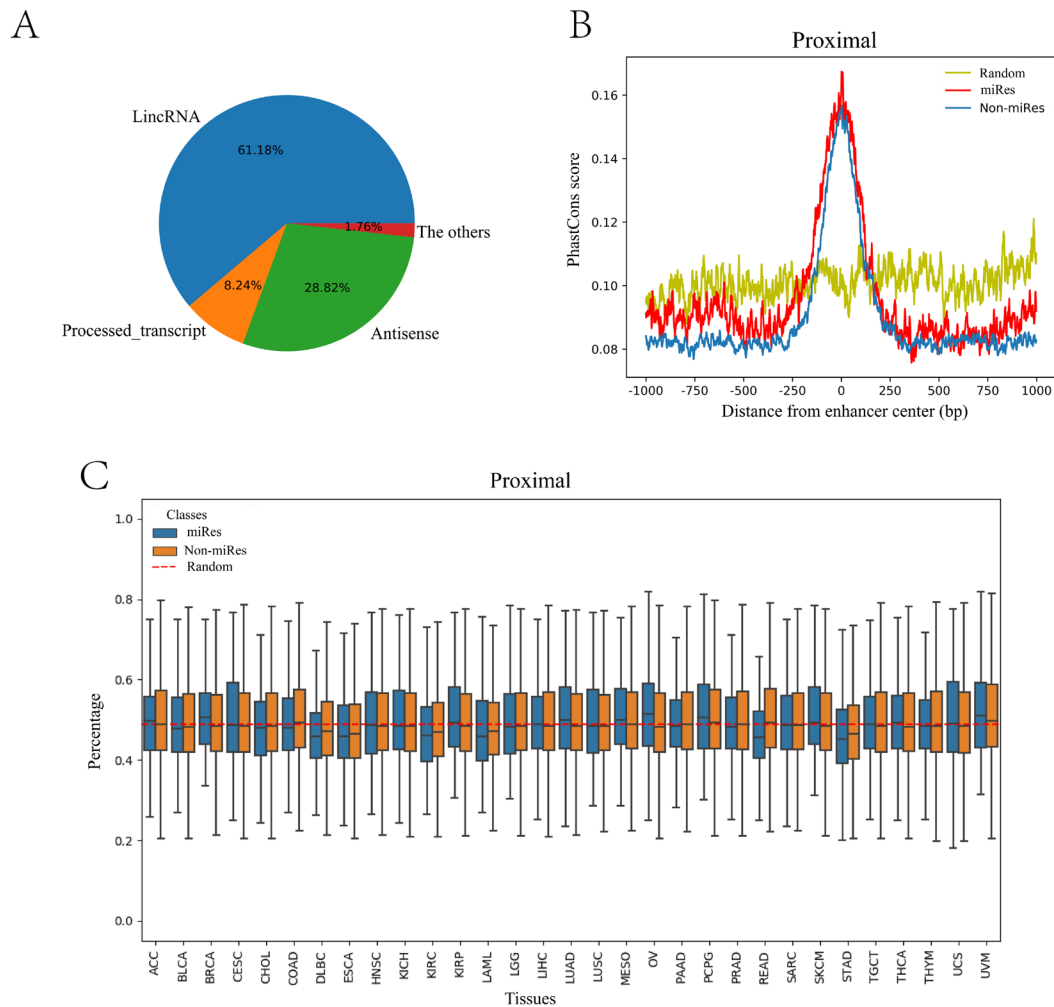 A
LincRNA
61.18%
1.76%
The others
8.24%
28.82%
Processed_transcript
Antisense
B
Proximal
Random
miRes
Non-miRes
0.16
0.14
0.12
0.10
0.08
PhastCons score
-1000 -750 -500 -250 0 250 500 750 1000
Distance from enhancer center (bp)
C
Proximal
Classes
miRes
Non-miRes
Random
1.0
0.8
0.6
0.4
0.2
0.0
Percentage
ACC BLCA BRCA CESC CHOL COAD DLBC ESCA HNSC KICH KIRC KIRP LAML LGG LIHC LUAD LUSC MESO OV PAAD PCPG PRAD READ SARC SKCM STAD TGCT THCA THYM UCS UVM
Tissues